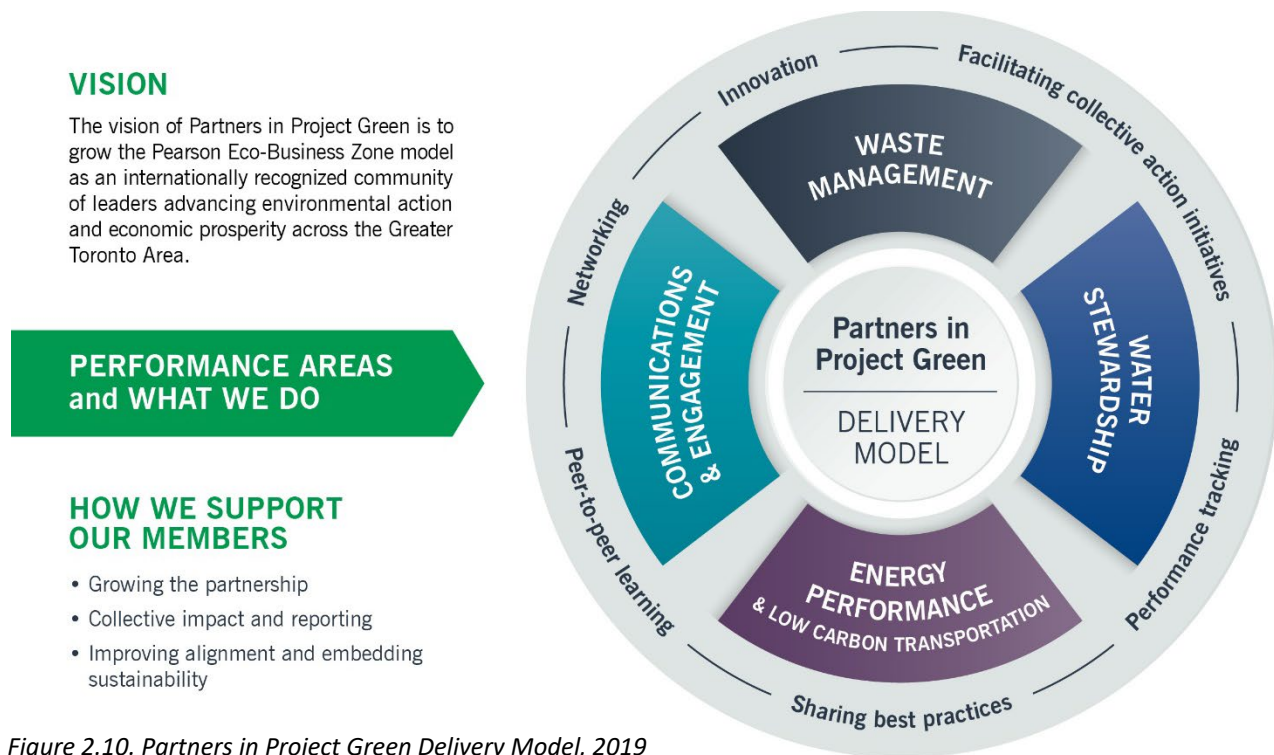 VISION
The vision of Partners in Project Green is to
grow the Pearson Eco-Business Zone model
as an internationally recognized community
of leaders advancing environmental action
and economic prosperity across the Greater
Toronto Area.
PERFORMANCE AREAS
and WHAT WE DO
HOW WE SUPPORT
OUR MEMBERS
• Growing the partnership
• Collective impact and reporting
• Improving alignment and embedding
sustainability
Innovation
Facilitating collective action initiatives
Performance tracking
Sharing best practices
Peer-to-peer learning
Networking
WASTE
MANAGEMENT
WATER
STEWARDSHIP
ENERGY
PERFORMANCE
& LOW CARBON TRANSPORTATION
COMMUNICATIONS
& ENGAGEMENT
Partners in
Project Green
DELIVERY
MODEL
Figure 2.10. Partners in Project Green Delivery Model, 2019